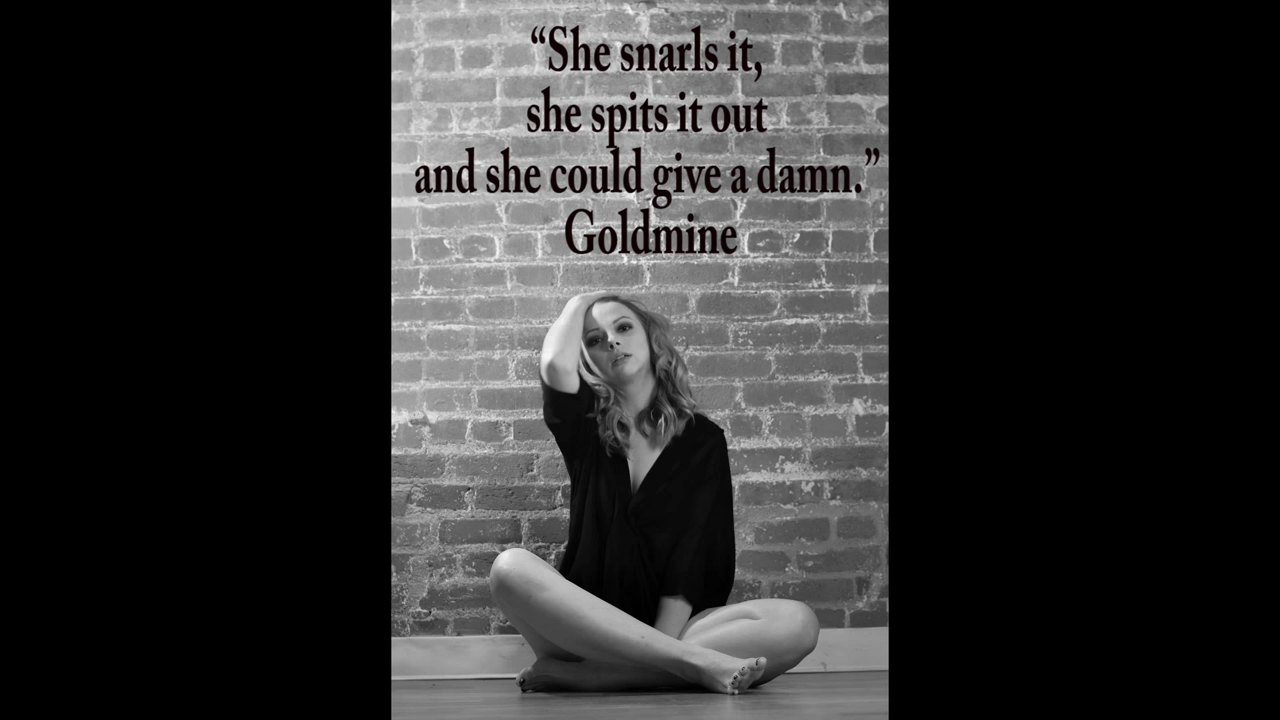 “She snarls it,
she spits it out
and she could give a damn.”
Goldmine